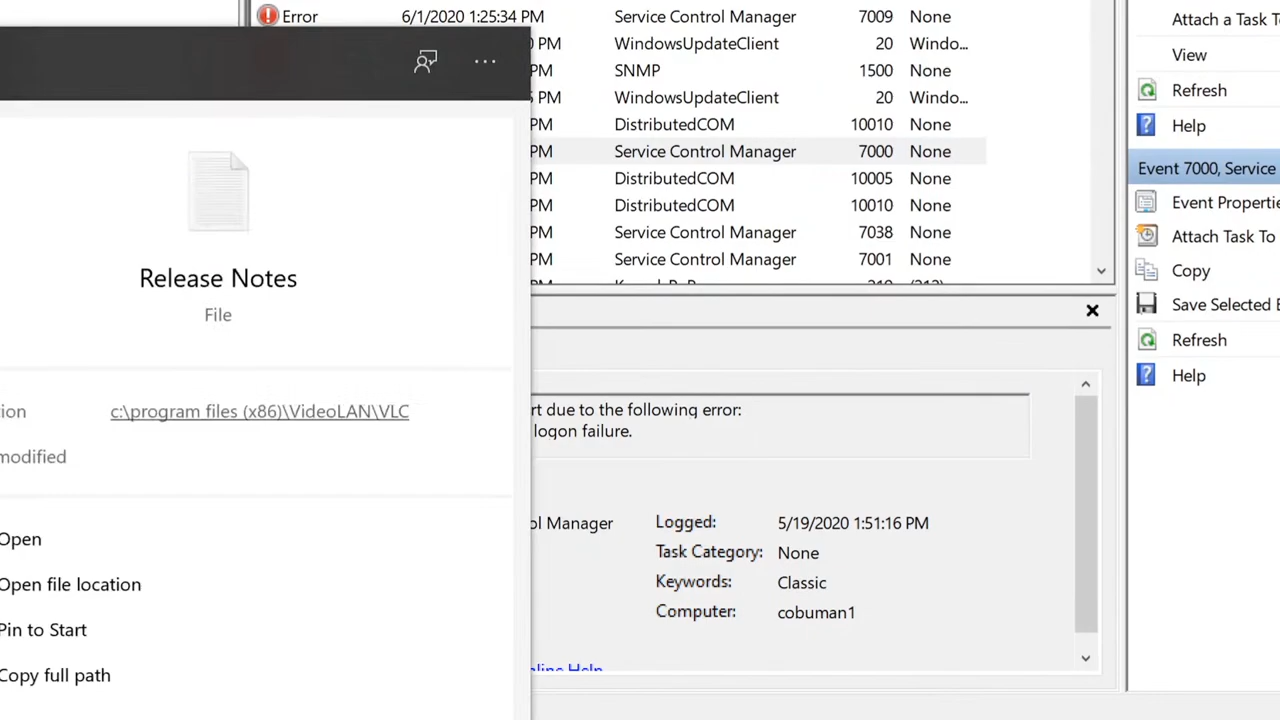 Error 6/1/2020 1:25:34 PM Service Control Manager 7009 None
PM WindowsUpdateClient 20 Windo...
PM SNMP 1500 None
5 PM WindowsUpdateClient 20 Windo...
PM DistributedCOM 10010 None
PM Service Control Manager 7000 None
PM DistributedCOM 10005 None
PM DistributedCOM 10010 None
PM Service Control Manager 7038 None
PM Service Control Manager 7001 None
Release Notes
File
ion c:\program files (x86)\VideoLAN\VLC
modified
Open
Open file location
Pin to Start
Copy full path
rt due to the following error:
logon failure.
ol Manager Logged: 5/19/2020 1:51:16 PM
Task Category: None
Keywords: Classic
Computer: cobuman1
nline Help
Attach a Task To
View
Refresh
Help
Event 7000, Service
Event Propertie
Attach Task To
Copy
Save Selected E
Refresh
Help